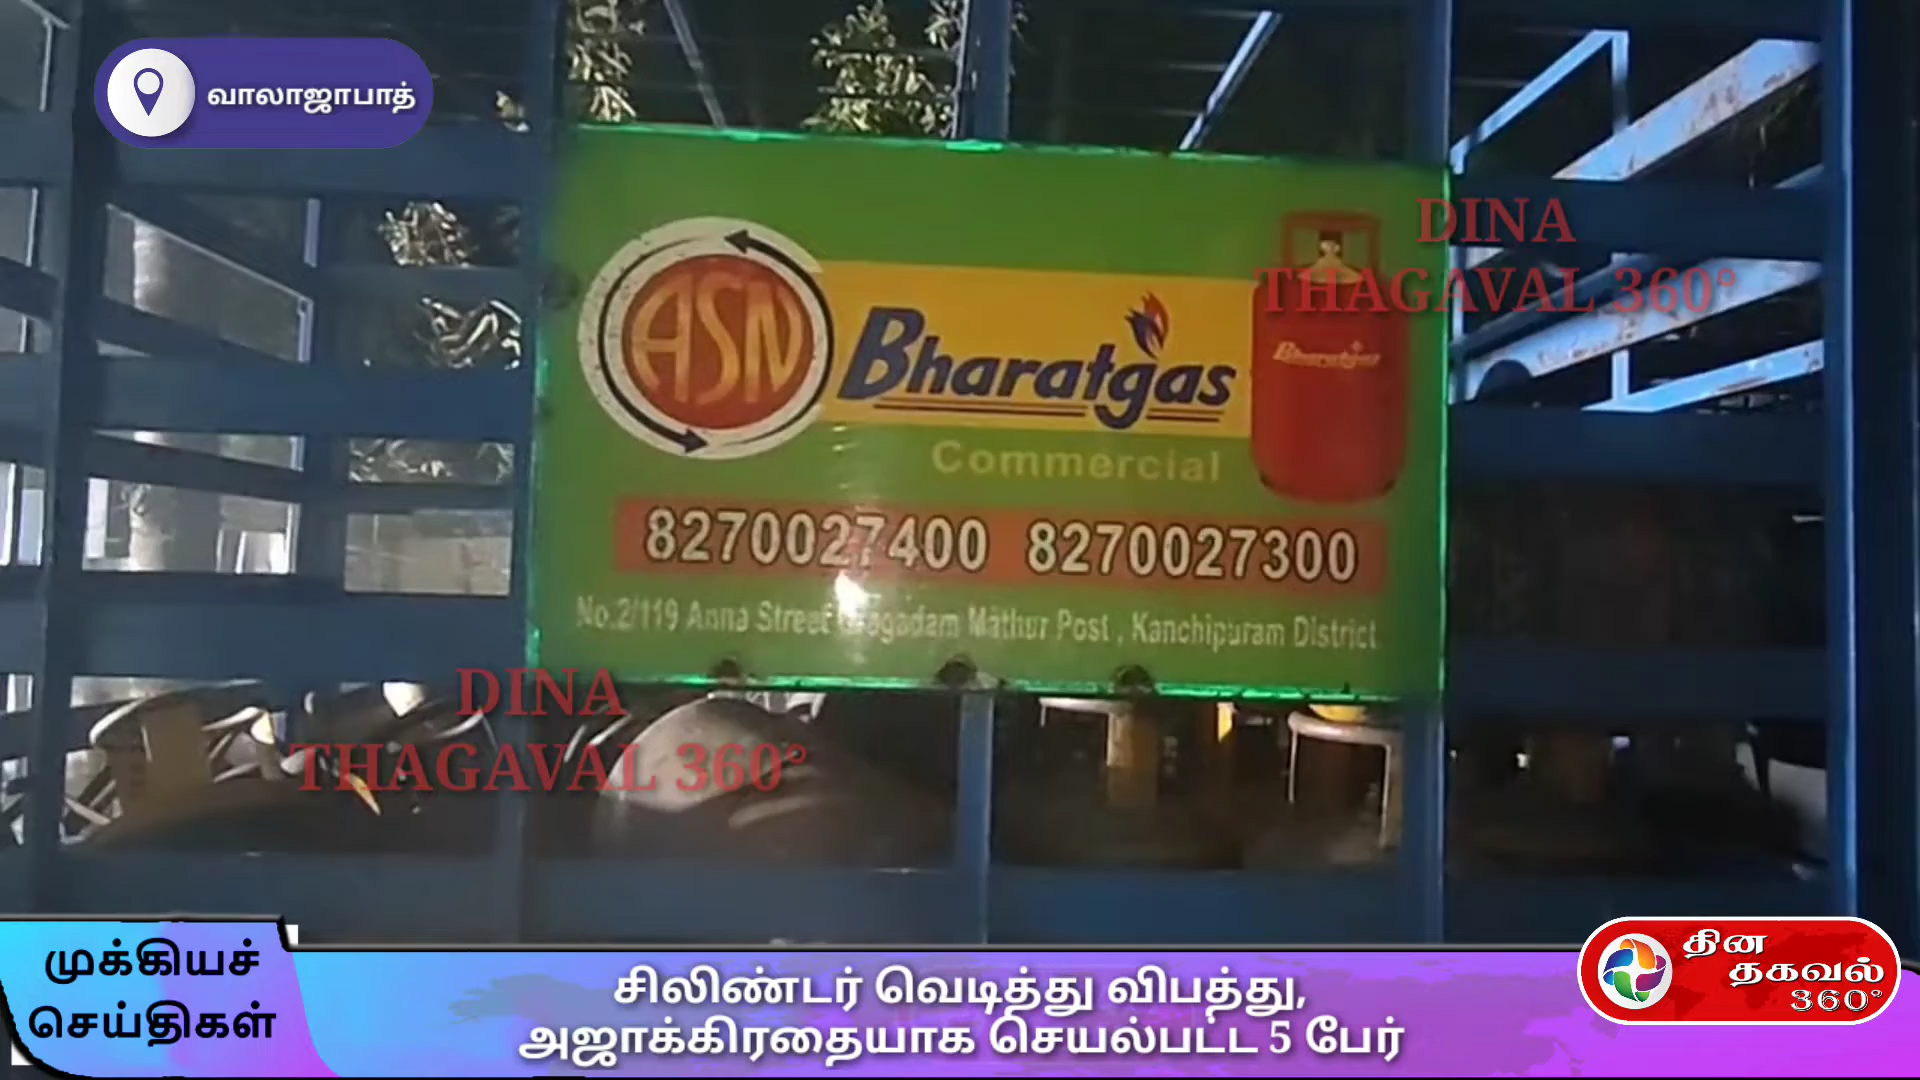 வாலாஜாபாத்
DINA
THAGAVAL 360°
ASN
Bharatgas
Bharatgas
Commercial
8270027400 8270027300
No.2/119 Anna Street Mathur Post , Kanchipuram District
DINA
THAGAVAL 360°
முக்கியச்
செய்திகள்
சிலிண்டர் வெடித்து விபத்து,
அஜாக்கிரதையாக செயல்பட்ட 5 பேர்
தின
தகவல்
360°